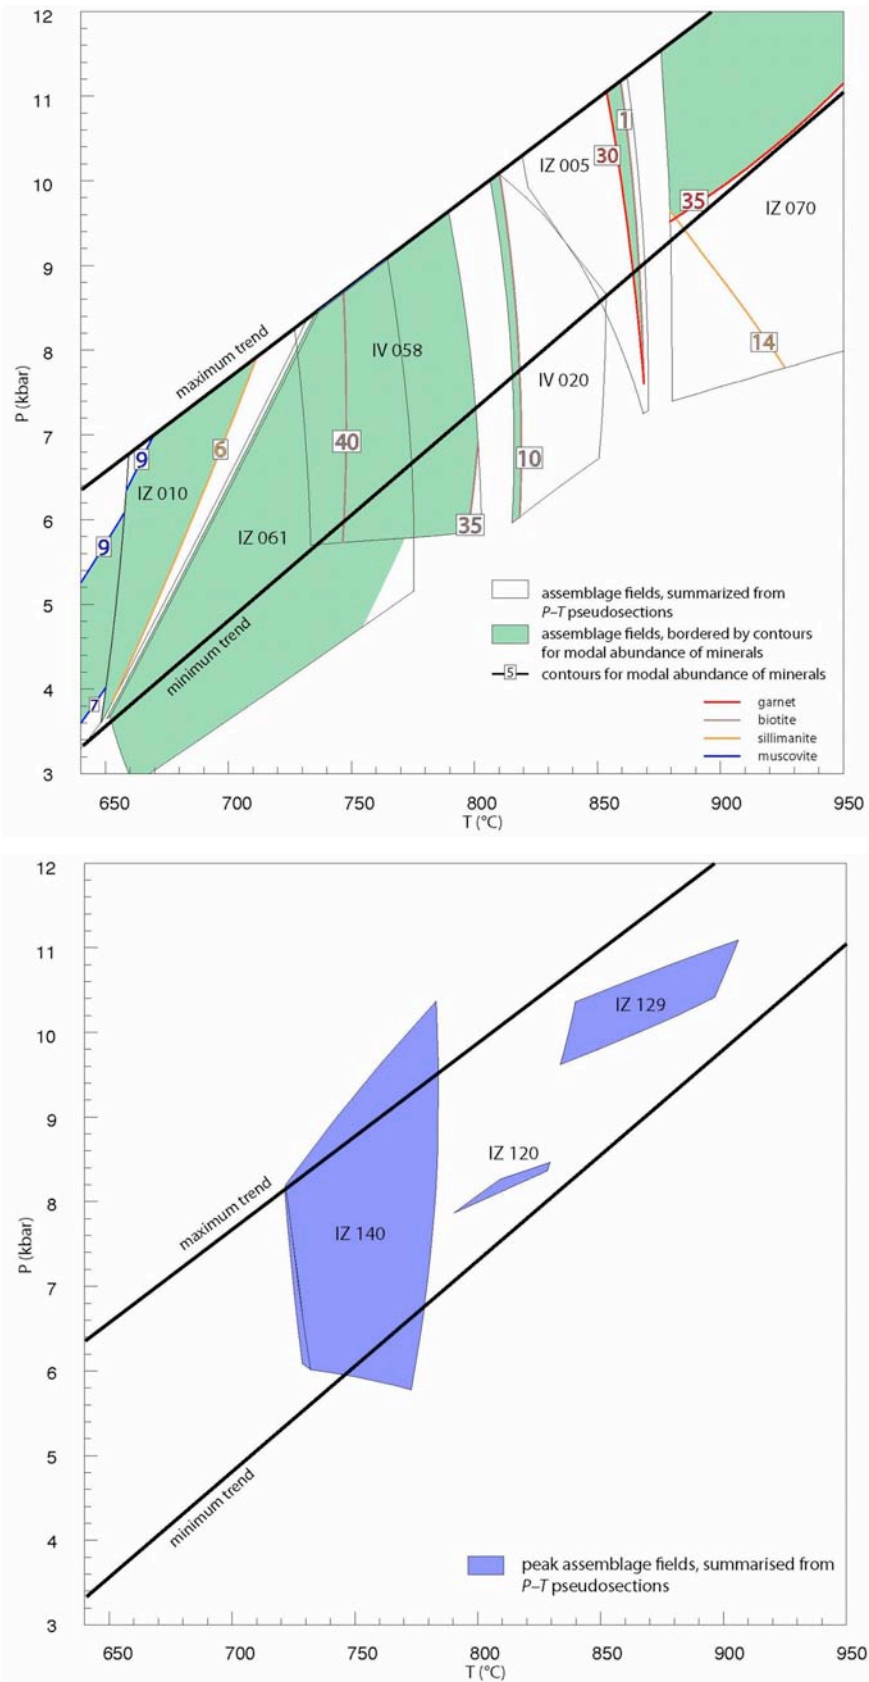 12
11
10
9
8
7
6
5
4
3
P (kbar)
650
700
750
800
850
900
950
T (°C)
maximum trend
minimum trend
1
IZ 005
30
35
IZ 070
IV 058
14
IV 020
9
6
40
10
IZ 010
35
IZ 061
9
7
assemblage fields, summarized from
P–T pseudosections
assemblage fields, bordered by contours
for modal abundance of minerals
5
contours for modal abundance of minerals
garnet
biotite
sillimanite
muscovite
12
11
10
9
8
7
6
5
4
3
P (kbar)
650
700
750
800
850
900
950
T (°C)
maximum trend
minimum trend
IZ 129
IZ 120
IZ 140
peak assemblage fields, summarised from
P–T pseudosections